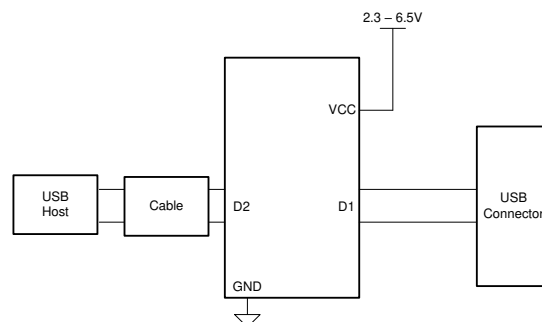 2.3 – 6.5V
VCC
USB
Host
Cable
D2
D1
USB
Connector
GND